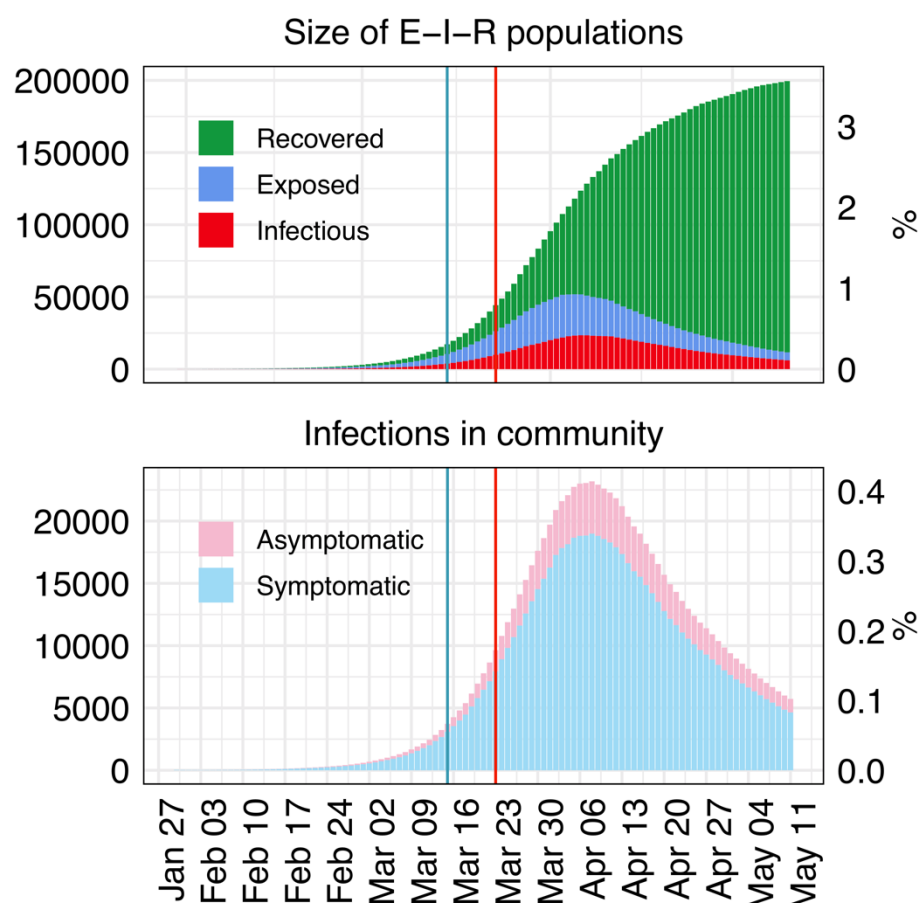 Size of E−I−R populations
200000
150000
100000
50000
0
Recovered
Exposed
Infectious
3
2
1
0
%
Infections in community
20000
15000
10000
5000
0
Asymptomatic
Symptomatic
0.4
0.3
0.2
0.1
0.0
%
Jan 27
Feb 03
Feb 10
Feb 17
Feb 24
Mar 02
Mar 09
Mar 16
Mar 23
Mar 30
Apr 06
Apr 13
Apr 20
Apr 27
May 04
May 11